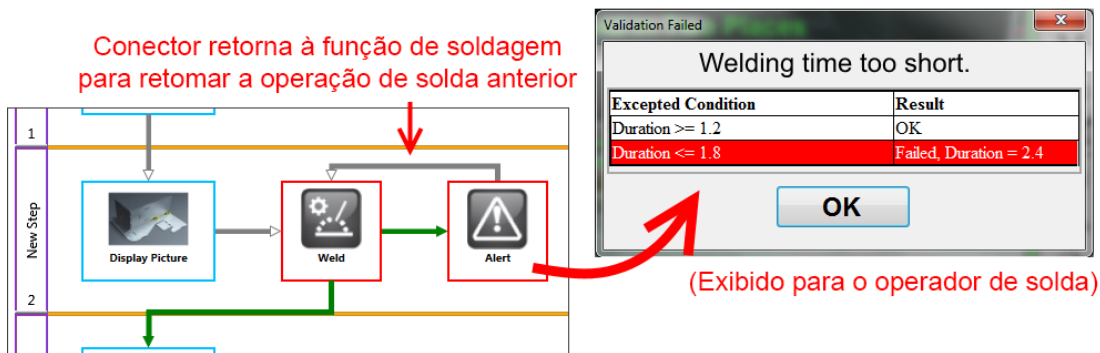 Conector retorna à função de soldagem
para retomar a operação de solda anterior
1
New Step
Display Picture
Weld
Alert
2
Validation Failed
Welding time too short.
Excepted Condition Result
Duration >= 1.2 OK
Duration <= 1.8 Failed, Duration = 2.4
OK
(Exibido para o operador de solda)